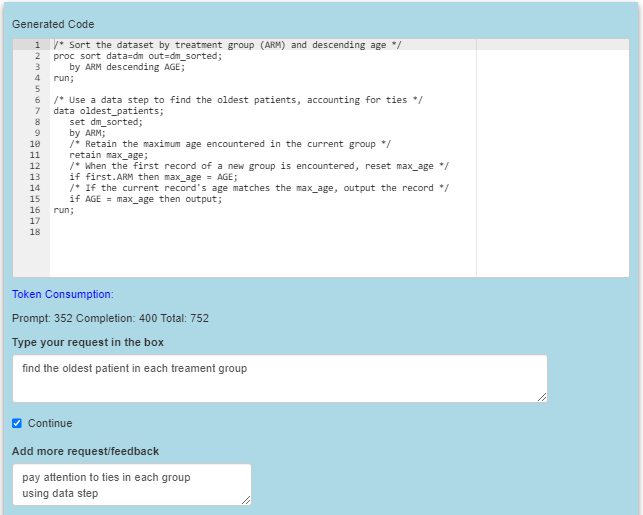 Generated Code
1 /* Sort the dataset by treatment group (ARM) and descending age */
2 proc sort data=dm out=dm_sorted;
3 by ARM descending AGE;
4 run;
5
6 /* Use a data step to find the oldest patients, accounting for ties */
7 data oldest_patients;
8 set dm_sorted;
9 by ARM;
10 /* Retain the maximum age encountered in the current group */
11 retain max_age;
12 /* When the first record of a new group is encountered, reset max_age */
13 if first.ARM then max_age = AGE;
14 /* If the current record's age matches the max_age, output the record */
15 if AGE = max_age then output;
16 run;
17
18
Token Consumption:
Prompt: 352 Completion: 400 Total: 752
Type your request in the box
find the oldest patient in each treament group
Continue
Add more request/feedback
pay attention to ties in each group
using data step